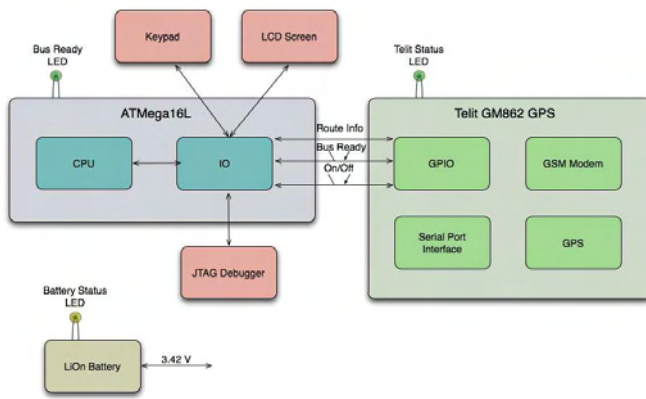 Keypad
LCD Screen
Bus Ready
LED
Telit Status
LED
ATMega16L
Telit GM862 GPS
CPU
IO
Route Info
Bus Ready
On/Off
GPIO
GSM Modem
Serial Port
Interface
GPS
JTAG Debugger
Battery Status
LED
LiOn Battery
3.42 V